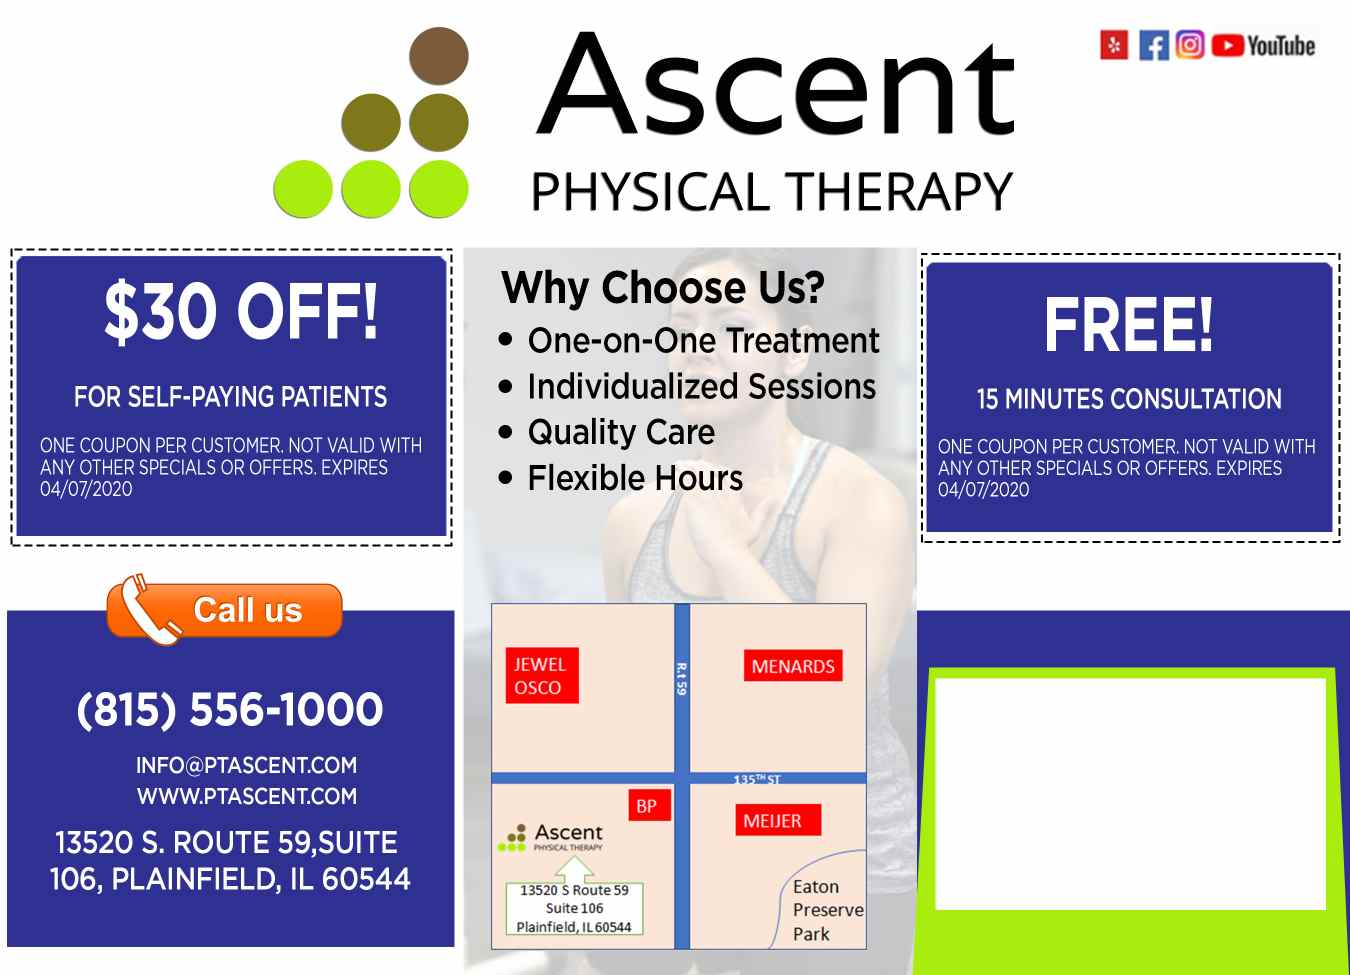 Ascent
PHYSICAL THERAPY
YouTube
$30 OFF!
FOR SELF-PAYING PATIENTS
ONE COUPON PER CUSTOMER. NOT VALID WITH
ANY OTHER SPECIALS OR OFFERS. EXPIRES
04/07/2020
Why Choose Us?
• One-on-One Treatment
• Individualized Sessions
• Quality Care
• Flexible Hours
FREE!
15 MINUTES CONSULTATION
ONE COUPON PER CUSTOMER. NOT VALID WITH
ANY OTHER SPECIALS OR OFFERS. EXPIRES
04/07/2020
Call us
(815) 556-1000
INFO@PTASCENT.COM
WWW.PTASCENT.COM
13520 S. ROUTE 59,SUITE
106, PLAINFIELD, IL 60544
JEWEL
OSCO
R.t 59
MENARDS
135TH ST
BP
MEIJER
Ascent
PHYSICAL THERAPY
13520 S Route 59
Suite 106
Plainfield, IL 60544
Eaton
Preserve
Park